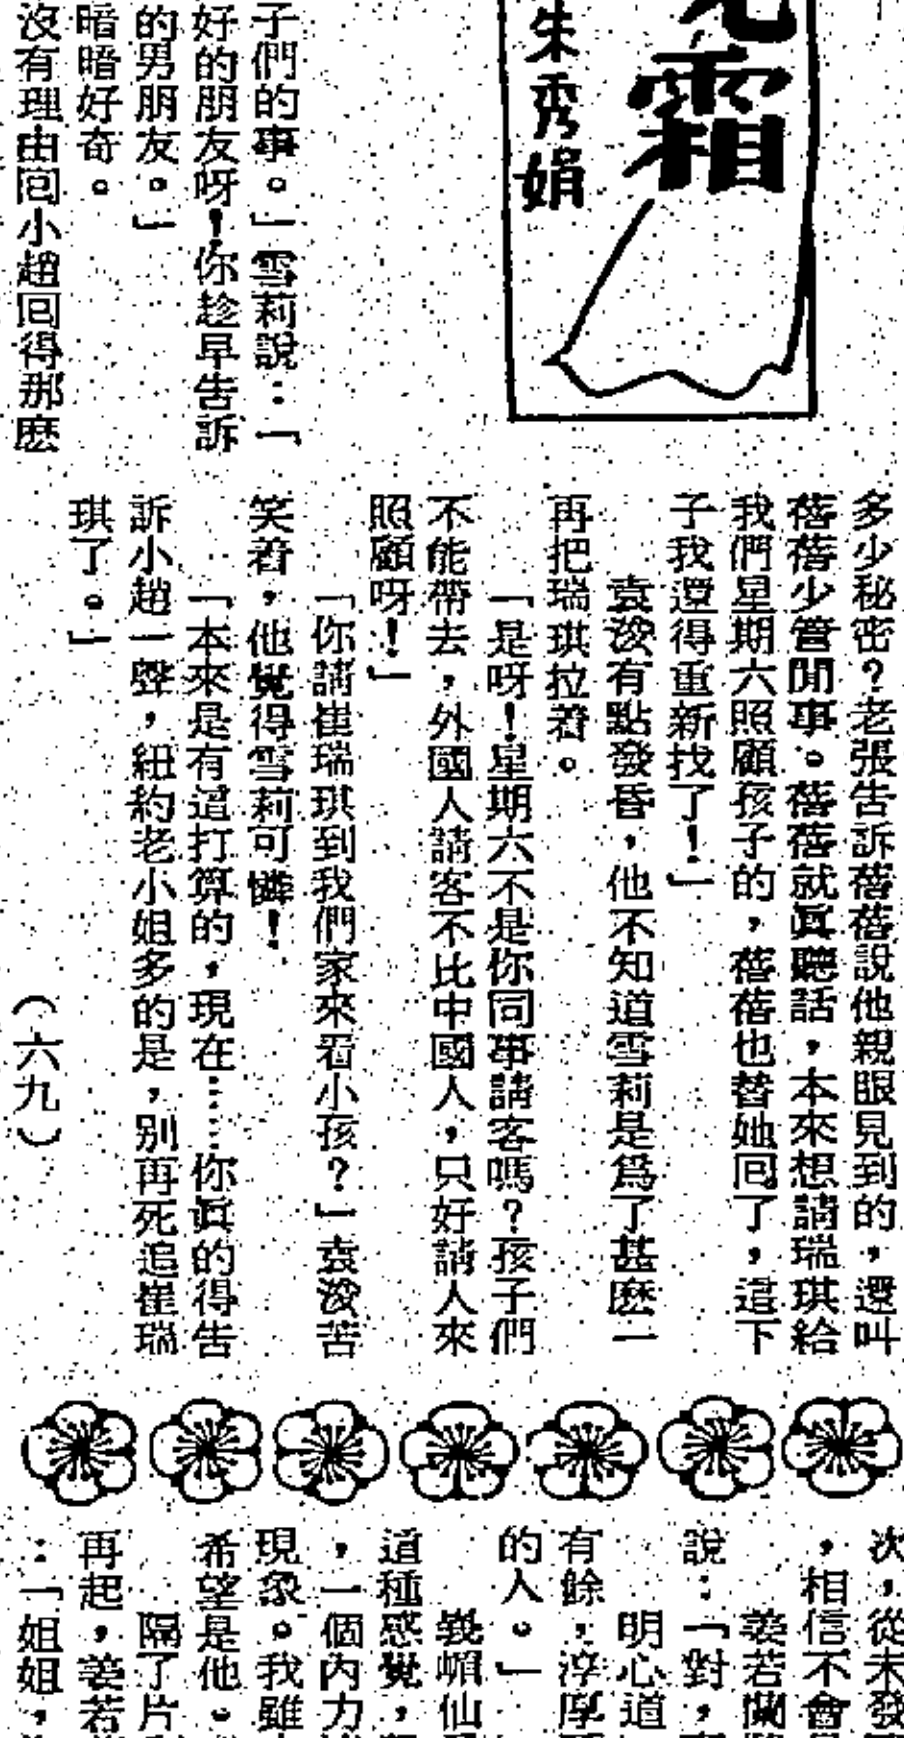 霜
朱秀娟
子們的事。」雪莉說：「
好的朋友呀！你趁早告訴
的男朋友。」
暗暗好奇。
沒有理由回小趙回得那麽
多少秘密？老張告訴蓓蓓說他親眼見到的，還叫
蓓蓓少管閒事。蓓蓓就眞聽話，本來想請瑞琪給
我們星期六照顧孩子的，蓓蓓也替她回了，這下
子我還得重新找了！」
袁浚有點發昏，他不知道雪莉是爲了甚麽一
再把瑞琪拉着。
「是呀！星期六不是你同事請客嗎？孩子們
不能帶去，外國人請客不比中國人，只好請人來
照顧呀！」
「你請崔瑞琪到我們家來看小孩？」袁浚苦
笑着，他覺得雪莉可憐！
「本來是有這打算的，現在……你眞的得告
訴小趙一聲，紐約老小姐多的是，別再死追崔瑞
琪了。」
（六九）
次，從未發
，相信不會
姜若蘭
說：「對，
明心道
有餘，淳厚
的人。」
義嶇仙
道種感覺，
，一個內力
現象。我雖
希望是他。
隔了片
再起，姜若
：「姐姐，